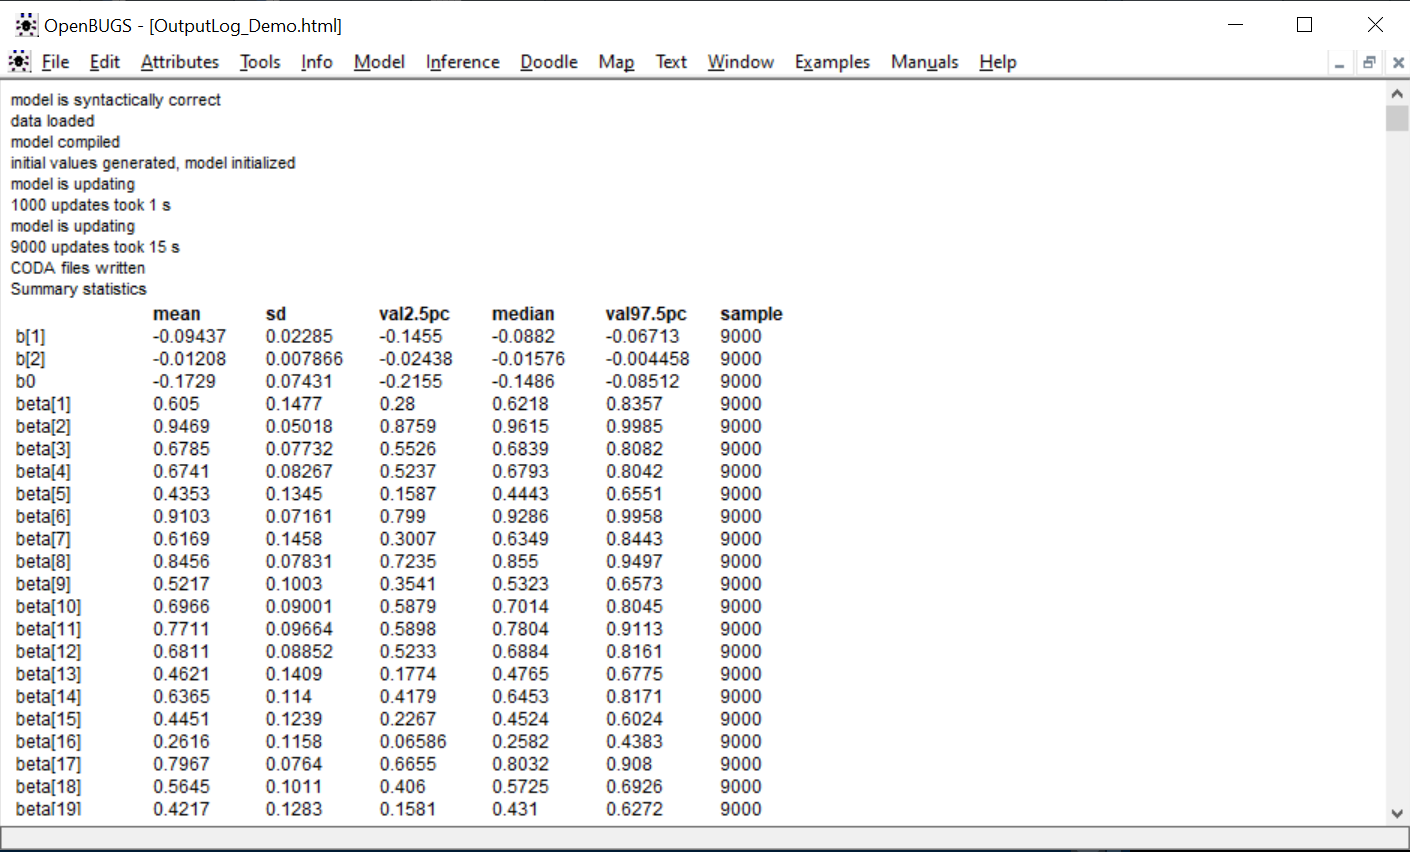 OpenBUGS - [OutputLog_Demo.html]
File Edit Attributes Tools Info Model Inference Doodle Map Text Window Examples Manuals Help
model is syntactically correct
data loaded
model compiled
initial values generated, model initialized
model is updating
1000 updates took 1 s
model is updating
9000 updates took 15 s
CODA files written
Summary statistics
mean sd val2.5pc median val97.5pc sample
b[1] -0.09437 0.02285 -0.1455 -0.0882 -0.06713 9000
b[2] -0.01208 0.007866 -0.02438 -0.01576 -0.004458 9000
b0 -0.1729 0.07431 -0.2155 -0.1486 -0.08512 9000
beta[1] 0.605 0.1477 0.28 0.6218 0.8357 9000
beta[2] 0.9469 0.05018 0.8759 0.9615 0.9985 9000
beta[3] 0.6785 0.07732 0.5526 0.6839 0.8082 9000
beta[4] 0.6741 0.08267 0.5237 0.6793 0.8042 9000
beta[5] 0.4353 0.1345 0.1587 0.4443 0.6551 9000
beta[6] 0.9103 0.07161 0.799 0.9286 0.9958 9000
beta[7] 0.6169 0.1458 0.3007 0.6349 0.8443 9000
beta[8] 0.8456 0.07831 0.7235 0.855 0.9497 9000
beta[9] 0.5217 0.1003 0.3541 0.5323 0.6573 9000
beta[10] 0.6966 0.09001 0.5879 0.7014 0.8045 9000
beta[11] 0.7711 0.09664 0.5898 0.7804 0.9113 9000
beta[12] 0.6811 0.08852 0.5233 0.6884 0.8161 9000
beta[13] 0.4621 0.1409 0.1774 0.4765 0.6775 9000
beta[14] 0.6365 0.114 0.4179 0.6453 0.8171 9000
beta[15] 0.4451 0.1239 0.2267 0.4524 0.6024 9000
beta[16] 0.2616 0.1158 0.06586 0.2582 0.4383 9000
beta[17] 0.7967 0.0764 0.6655 0.8032 0.908 9000
beta[18] 0.5645 0.1011 0.406 0.5725 0.6926 9000
beta[19] 0.4217 0.1283 0.1581 0.431 0.6272 9000